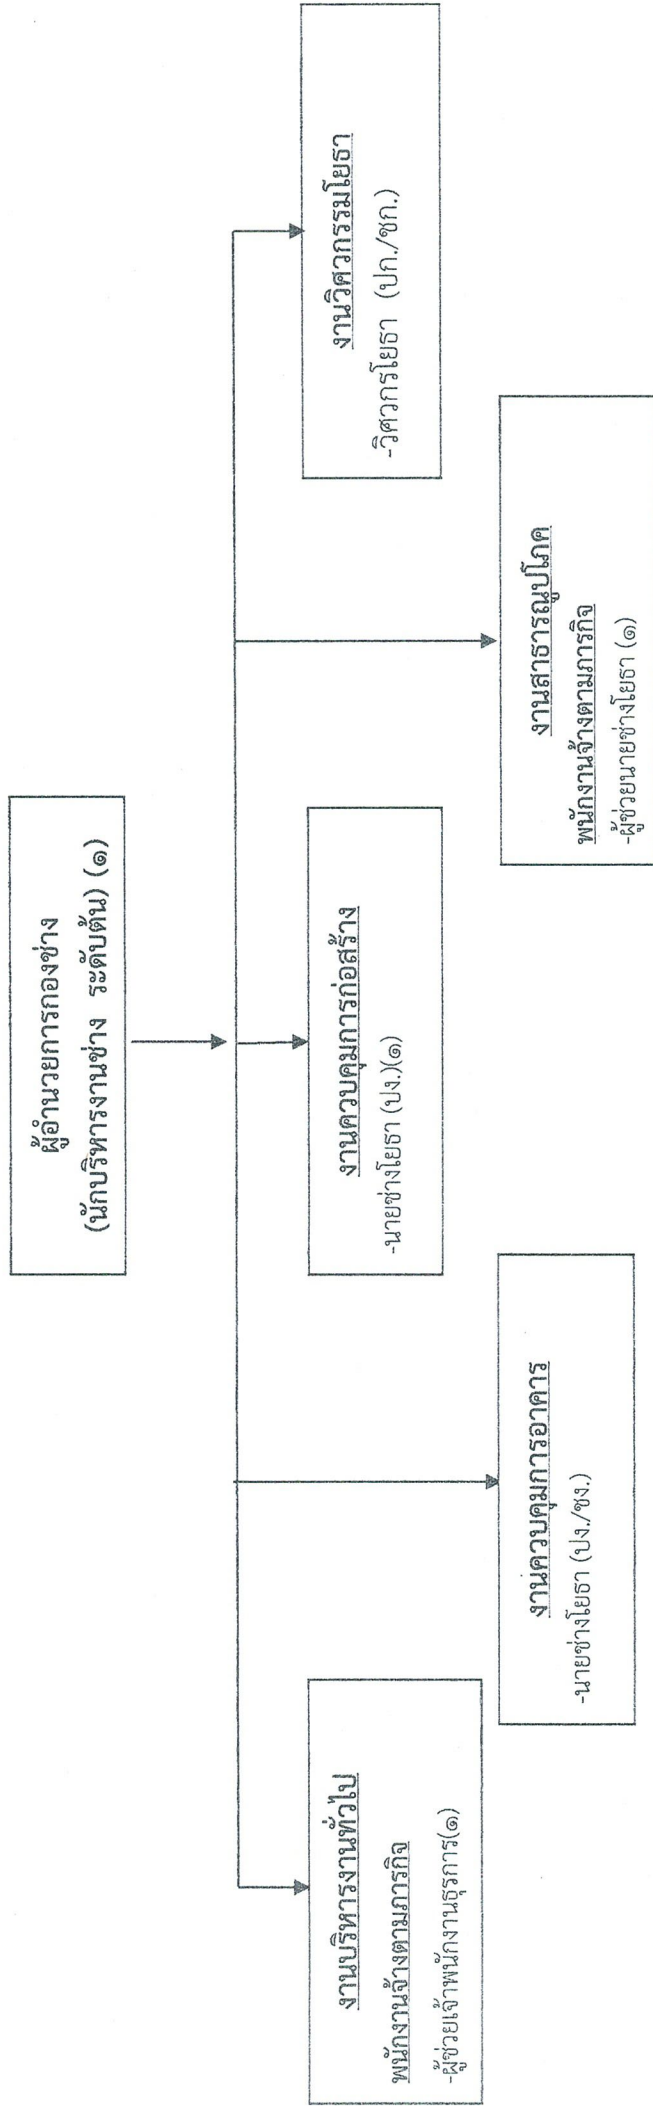 ผู้อำนวยการกองช่าง
(นักบริหารงานช่าง ระดับต้น) (๑)
งานบริหารงานทั่วไป
พนักงานจ้างตามภารกิจ
-ผู้ช่วยเจ้าพนักงานธุรการ(๑)
งานควบคุมการอาคาร
-นายช่างโยธา (ปง./ชง.)
งานควบคุมการก่อสร้าง
-นายช่างโยธา (ปง.)(๑)
งานสาธารณูปโภค
พนักงานจ้างตามภารกิจ
-ผู้ช่วยนายช่างโยธา (๑)
งานวิศวกรรมโยธา
-วิศวกรโยธา (ปก./ชก.)